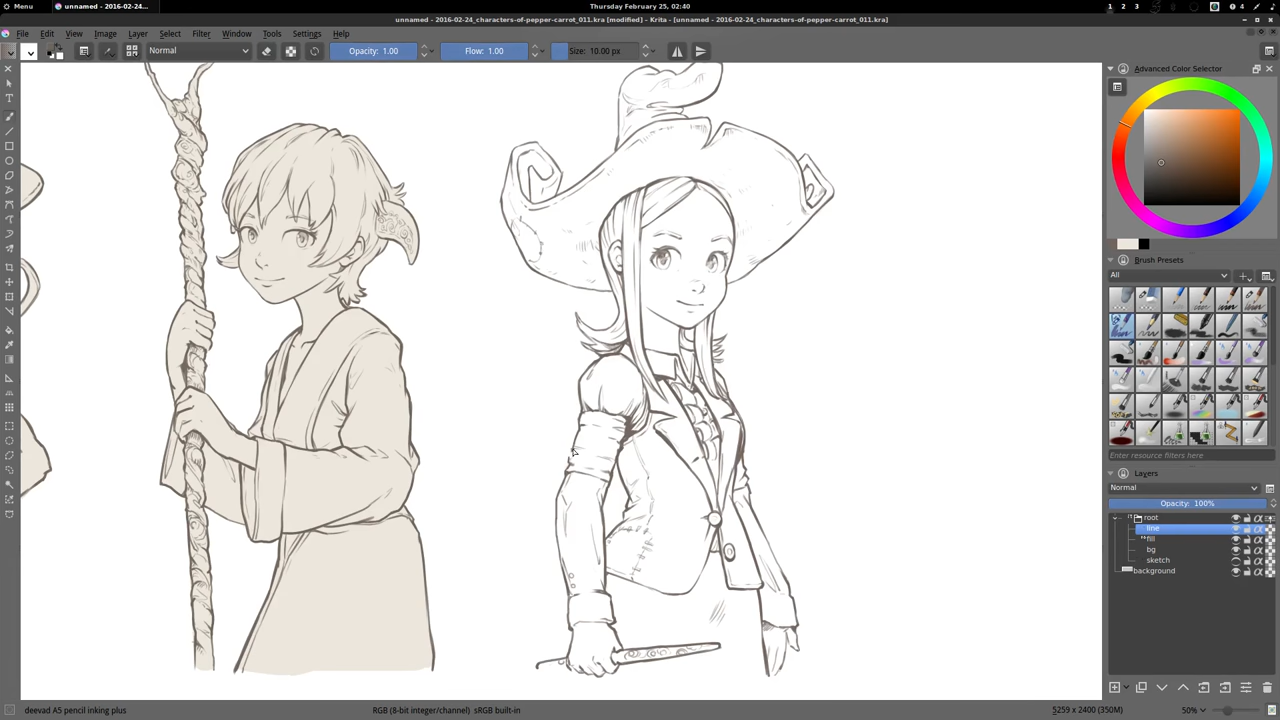 Menu unnamed - 2016-02-24... Thursday February 25, 02:40 1 2 3
unnamed - 2016-02-24_characters-of-pepper-carrot_011.kra [modified] - Krita - [unnamed - 2016-02-24_characters-of-pepper-carrot_011.kra]
File Edit View Image Layer Select Filter Window Tools Settings Help
Normal Opacity: 1.00 Flow: 1.00 Size: 10.00 px
Advanced Color Selector
Brush Presets
All
Enter resource filters here
Layers
Normal
Opacity: 100%
root
line
fill
bg
sketch
background
deevad A5 pencil inking plus RGB (8-bit integer/channel) sRGB built-in 5259 x 2400 (350M) 50%